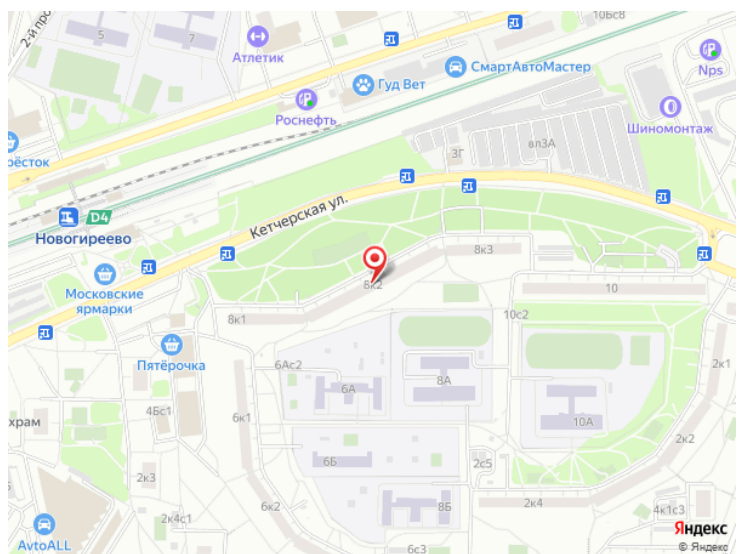 2-й про
5
7
Атлетик
10Бс8
Гуд Вет
СмартАвтоМастер
Nps
Роснефть
Шиномонтаж
рёсток
3Г
вл3А
Кетчерская ул.
D4
Новогиреево
Московские
ярмарки
8к3
8к2
10
8к1
10с2
Пятёрочка
6Ас2
6А
8А
2к1
4Бс1
6к1
10А
храм
2к3
6Б
2с5
2к2
2к4с1
6к2
8Б
2к4
4к1с3
AvtoALL
6с3
Яндекс
© Яндекс